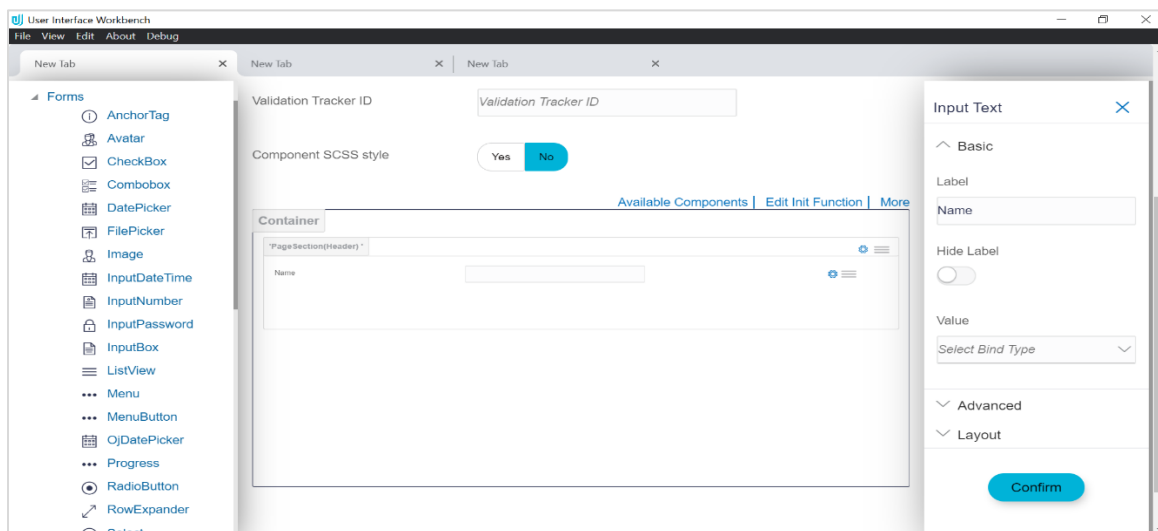 User Interface Workbench
File View Edit About Debug
New Tab
New Tab
New Tab
Forms
AnchorTag
Avatar
CheckBox
Combobox
DatePicker
FilePicker
Image
InputDateTime
InputNumber
InputPassword
InputBox
ListView
Menu
MenuButton
OjDatePicker
Progress
RadioButton
RowExpander
Validation Tracker ID
Validation Tracker ID
Component SCSS style
Yes No
Available Components | Edit Init Function | More
Container
'PageSection(Header) '
Name
Input Text
Basic
Label
Name
Hide Label
Value
Select Bind Type
Advanced
Layout
Confirm